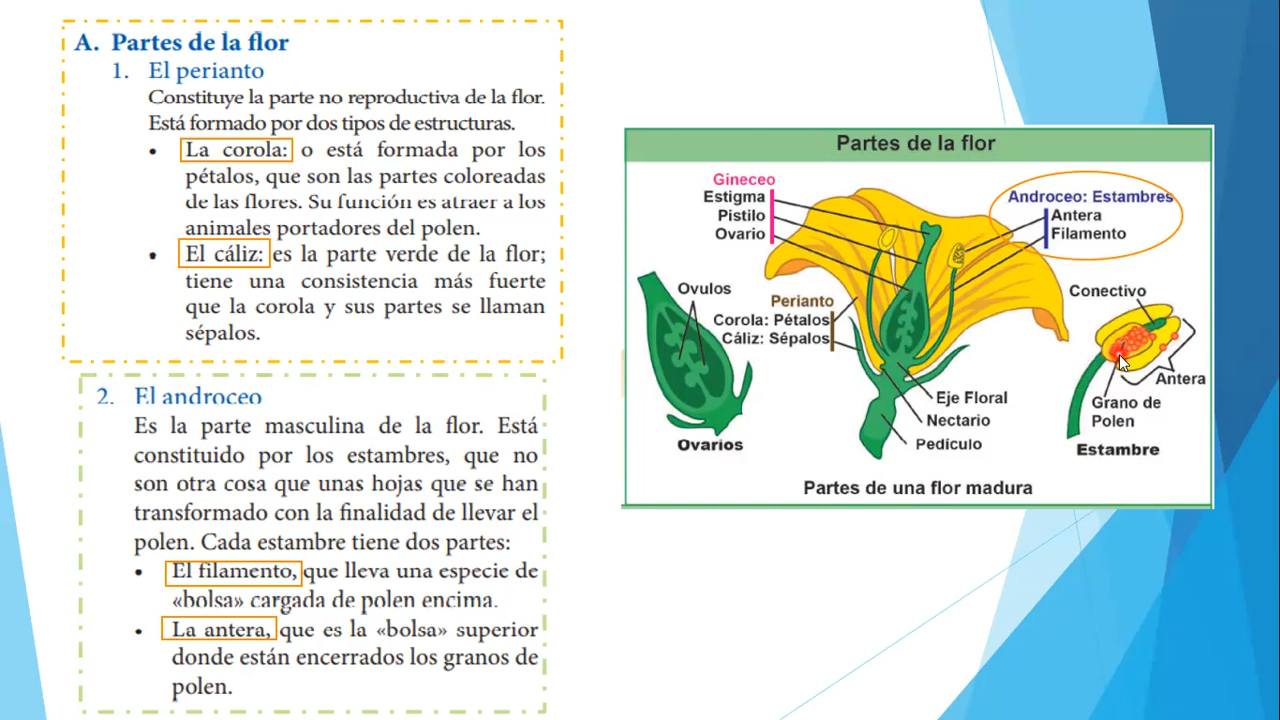 A. Partes de la flor
1. El perianto
Constituye la parte no reproductiva de la flor.
Está formado por dos tipos de estructuras.
• La corola: o está formada por los
pétalos, que son las partes coloreadas
de las flores. Su función es atraer a los
animales portadores del polen.
• El cáliz: es la parte verde de la flor;
tiene una consistencia más fuerte
que la corola y sus partes se llaman
sépalos.
2. El androceo
Es la parte masculina de la flor. Está
constituido por los estambres, que no
son otra cosa que unas hojas que se han
transformado con la finalidad de llevar el
polen. Cada estambre tiene dos partes:
• El filamento, que lleva una especie de
«bolsa» cargada de polen encima.
• La antera, que es la «bolsa» superior
donde están encerrados los granos de
polen.
Partes de la flor
Gineceo
Estigma
Pistilo
Ovario
Androceo: Estambres
Antera
Filamento
Ovulos
Perianto
Corola: Pétalos
Cáliz: Sépalos
Conectivo
Antera
Grano de
Polen
Eje Floral
Nectario
Pedículo
Ovarios
Estambre
Partes de una flor madura